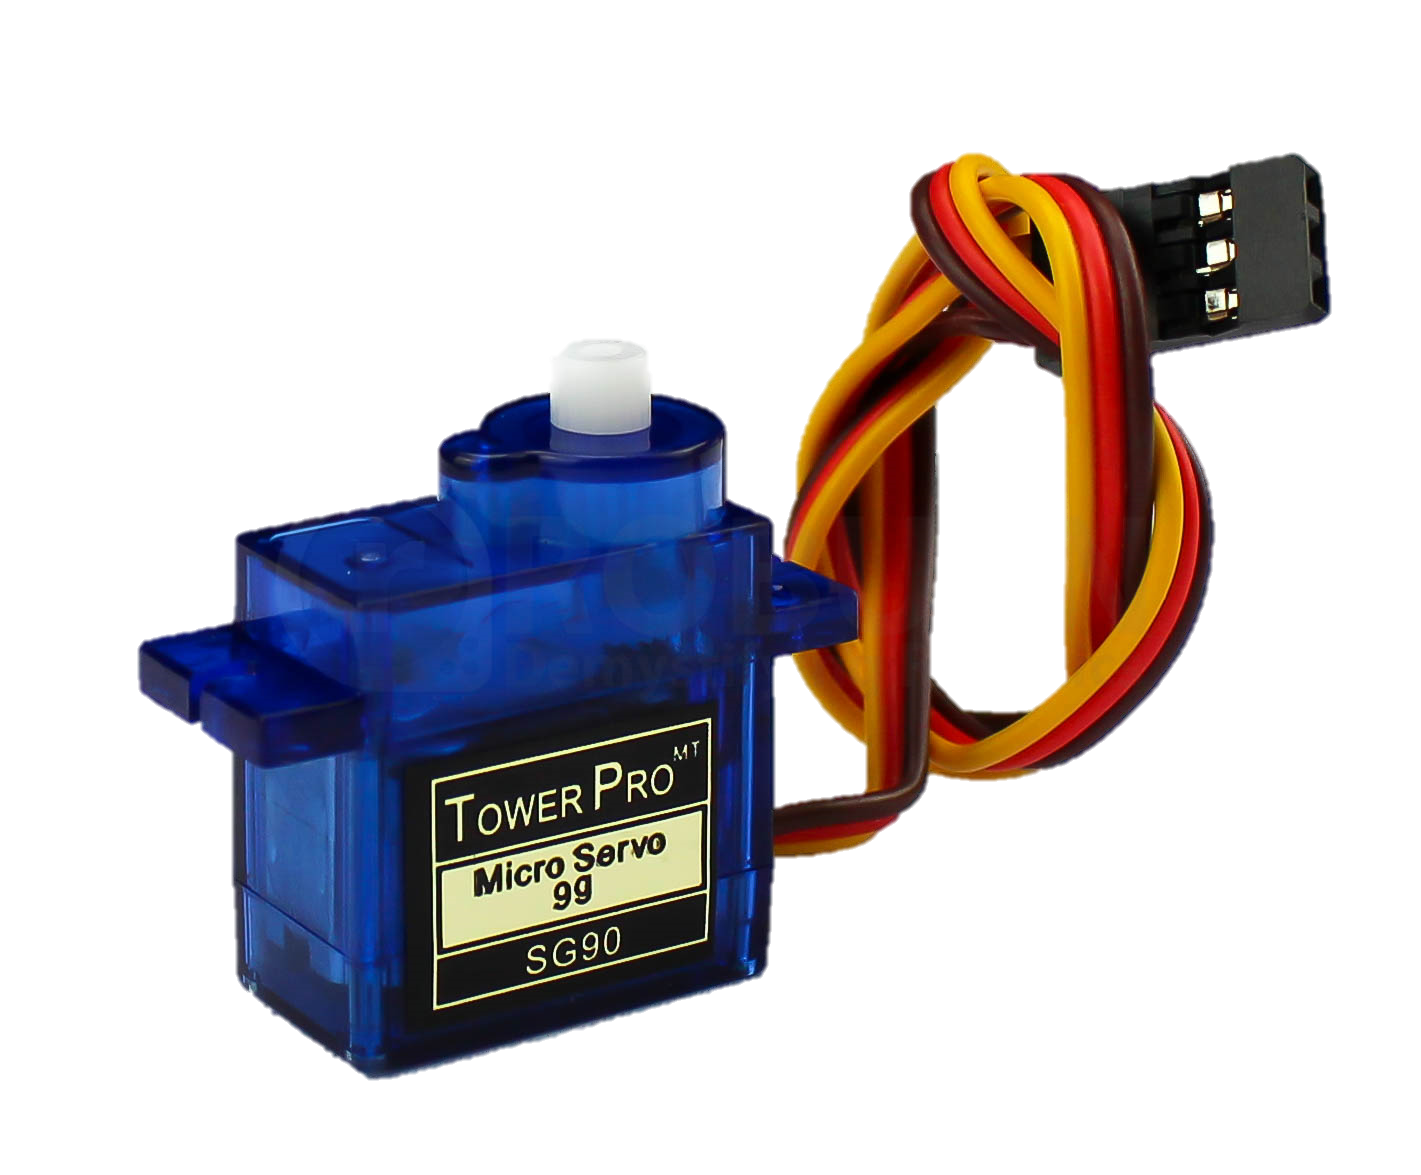 TOWER PRO MT
Micro Servo
9g
SG90